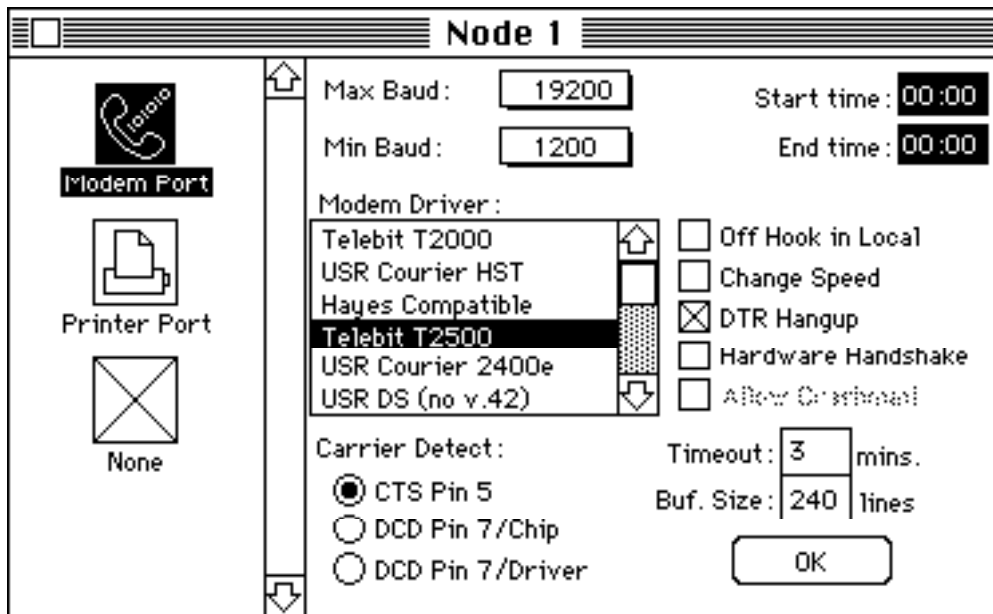 Node 1
Modem Port
Printer Port
None
Max Baud: 19200
Min Baud: 1200
Start time: 00:00
End time: 00:00
Modem Driver:
Telebit T2000
USR Courier HST
Hayes Compatible
Telebit T2500
USR Courier 2400e
USR DS (no v.42)
Off Hook in Local
Change Speed
DTR Hangup
Hardware Handshake
Allow
Carrier Detect:
CTS Pin 5
DCD Pin 7/Chip
DCD Pin 7/Driver
Timeout: 3 mins.
Buf. Size: 240 lines
OK